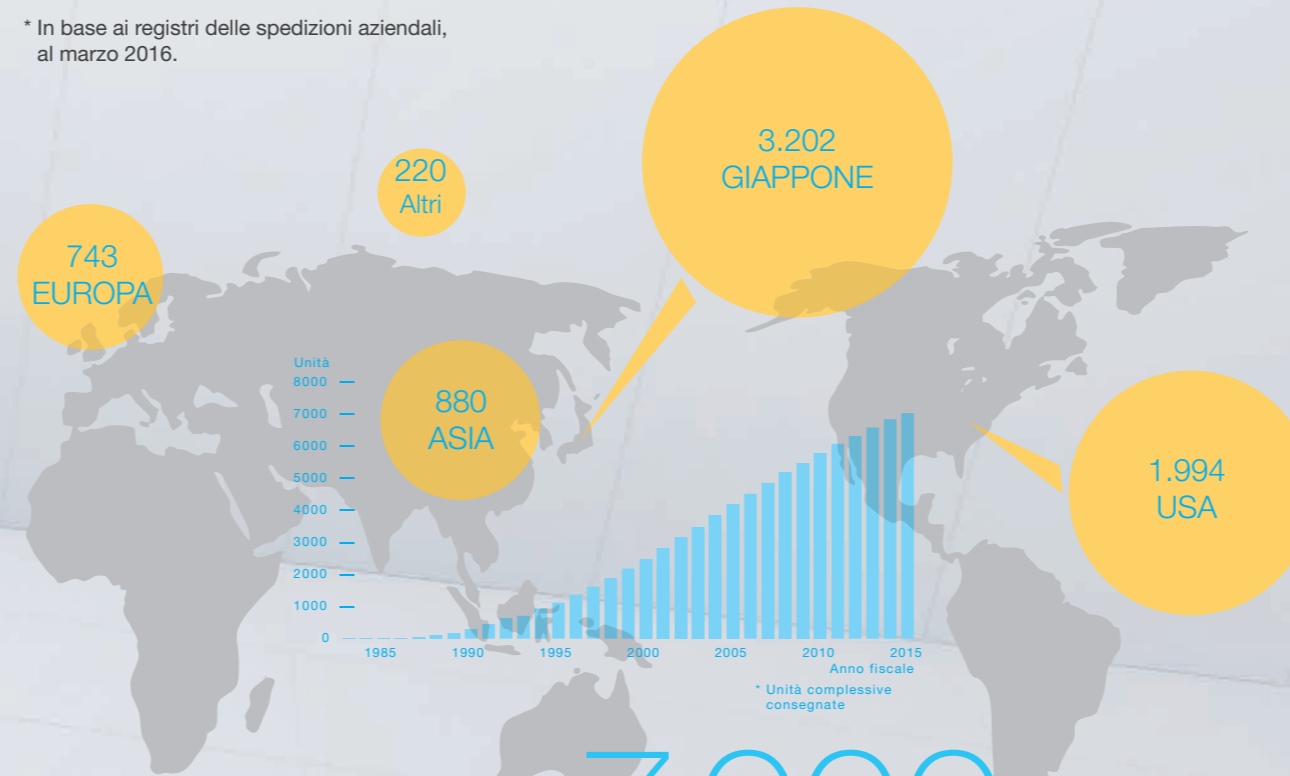 * In base ai registri delle spedizioni aziendali,
al marzo 2016.
3.202
GIAPPONE
220
Altri
743
EUROPA
880
ASIA
1.994
USA
Unità
8000
7000
6000
5000
4000
3000
2000
1000
0
1985
1990
1995
2000
2005
2010
2015
Anno fiscale
* Unità complessive
consegnate